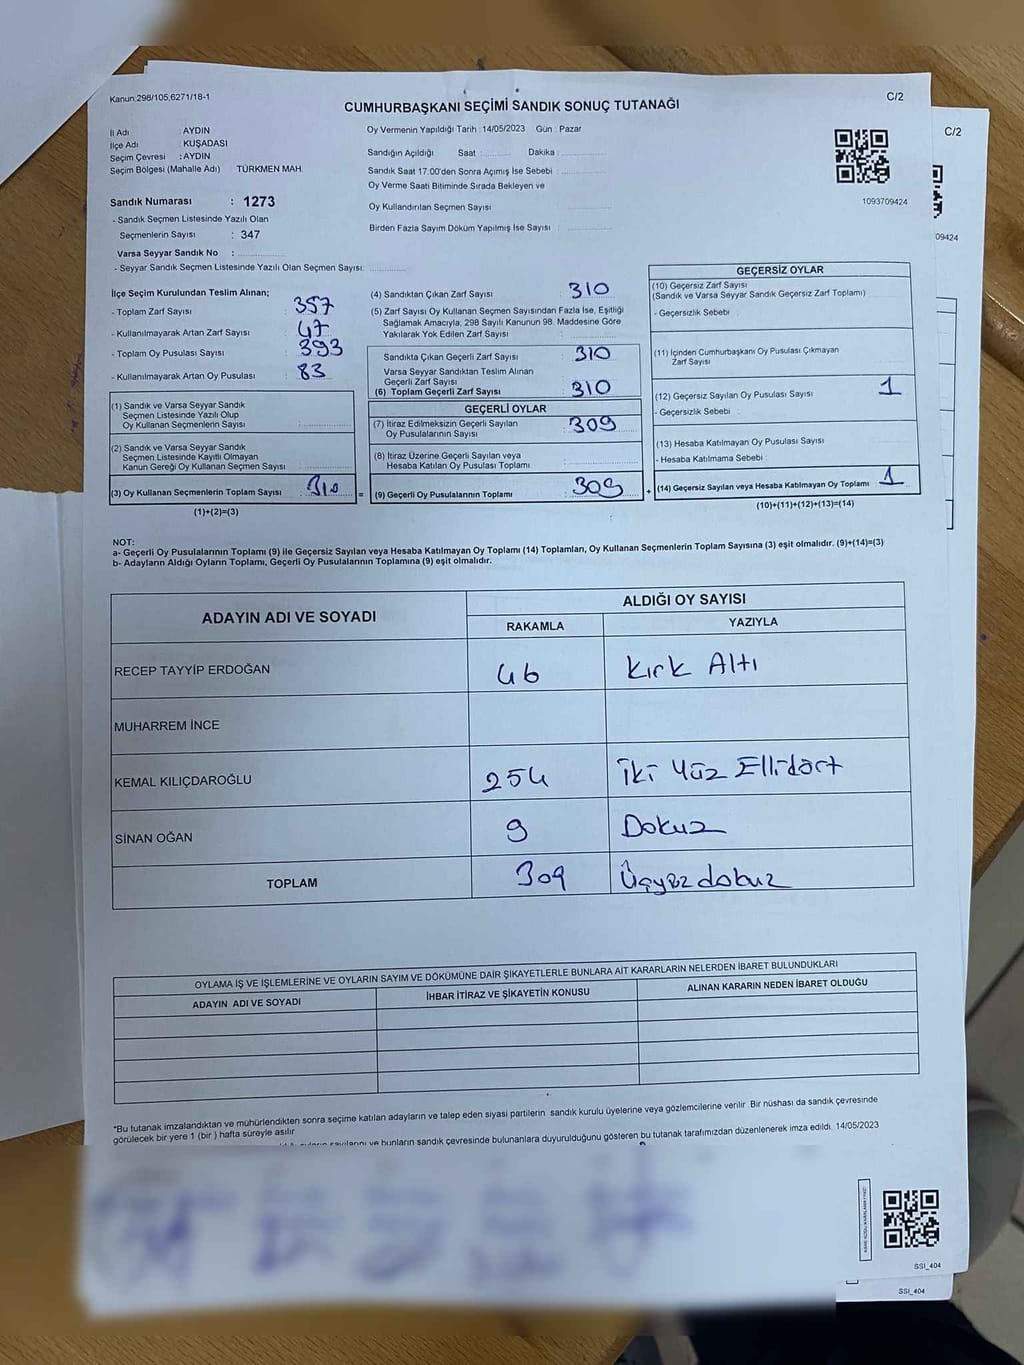 Kanun:298/105,6271/18-1
C/2
CUMHURBAŞKANI SEÇİMİ SANDIK SONUÇ TUTANAĞI
C/2
İl Adı : AYDIN
İlçe Adı : KUŞADASI
Seçim Çevresi : AYDIN
Seçim Bölgesi (Mahalle Adı) TÜRKMEN MAH.
Sandık Numarası : 1273
- Sandık Seçmen Listesinde Yazılı Olan
Seçmenlerin Sayısı : 347
Varsa Seyyar Sandık No :
- Seyyar Sandık Seçmen Listesinde Yazılı Olan Seçmen Sayısı:
Oy Vermenin Yapıldığı Tarih : 14/05/2023 Gün : Pazar
Sandığın Açıldığı Saat : Dakika :
Sandık Saat 17:00'den Sonra Açımış İse Sebebi :
Oy Verme Saati Bitiminde Sırada Bekleyen ve
Oy Kullandırılan Seçmen Sayısı
Birden Fazla Sayım Döküm Yapılmış İse Sayısı :
1093709424
09424
İlçe Seçim Kurulundan Teslim Alınan;
- Toplam Zarf Sayısı : 357
- Kullanılmayarak Artan Zarf Sayısı : 47
- Toplam Oy Pusulası Sayısı : 393
- Kullanılmayarak Artan Oy Pusulası : 83
(1) Sandık ve Varsa Seyyar Sandık
Seçmen Listesinde Yazılı Olup
Oy Kullanan Seçmenlerin Sayısı :
(2) Sandık ve Varsa Seyyar Sandık
Seçmen Listesinde Kayıtlı Olmayan
Kanun Gereği Oy Kullanan Seçmen Sayısı :
(3) Oy Kullanan Seçmenlerin Toplam Sayısı : 310 =
(1)+(2)=(3)
(4) Sandıktan Çıkan Zarf Sayısı : 310
(5) Zarf Sayısı Oy Kullanan Seçmen Sayısından Fazla İse, Eşitliği
Sağlamak Amacıyla; 298 Sayılı Kanunun 98. Maddesine Göre
Yakılarak Yok Edilen Zarf Sayısı :
Sandıkta Çıkan Geçerli Zarf Sayısı : 310
Varsa Seyyar Sandıktan Teslim Alınan
Geçerli Zarf Sayısı :
(6) Toplam Geçerli Zarf Sayısı : 310
GEÇERLİ OYLAR
(7) İtiraz Edilmeksizin Geçerli Sayılan
Oy Pusulalarının Sayısı : 309
(8) İtiraz Üzerine Geçerli Sayılan veya
Hesaba Katılan Oy Pusulası Toplamı :
(9) Geçerli Oy Pusulalarının Toplamı : 309 +
GEÇERSİZ OYLAR
(10) Geçersiz Zarf Sayısı
(Sandık ve Varsa Seyyar Sandık Geçersiz Zarf Toplamı)
- Geçersizlik Sebebi :
(11) İçinden Cumhurbaşkanı Oy Pusulası Çıkmayan
Zarf Sayısı
(12) Geçersiz Sayılan Oy Pusulası Sayısı : 1
- Geçersizlik Sebebi :
(13) Hesaba Katılmayan Oy Pusulası Sayısı :
- Hesaba Katılmama Sebebi :
(14) Geçersiz Sayılan veya Hesaba Katılmayan Oy Toplamı : 1
(10)+(11)+(12)+(13)=(14)
NOT:
a- Geçerli Oy Pusulalarının Toplamı (9) ile Geçersiz Sayılan veya Hesaba Katılmayan Oy Toplamı (14) Toplamları, Oy Kullanan Seçmenlerin Toplam Sayısına (3) eşit olmalıdır. (9)+(14)=(3)
b- Adayların Aldığı Oyların Toplamı, Geçerli Oy Pusulalarının Toplamına (9) eşit olmalıdır.
ADAYIN ADI VE SOYADI ALDIĞI OY SAYISI
RAKAMLA YAZIYLA
RECEP TAYYİP ERDOĞAN 46 Kırk Altı
MUHARREM İNCE
KEMAL KILIÇDAROĞLU 254 İki Yüz Ellidört
SİNAN OĞAN 9 Dokuz
TOPLAM 309 Üçyüz dokuz
OYLAMA İŞ VE İŞLEMLERİNE VE OYLARIN SAYIM VE DÖKÜMÜNE DAİR ŞİKAYETLERLE BUNLARA AİT KARARLARIN NELERDEN İBARET BULUNDUKLARI
ADAYIN ADI VE SOYADI İHBAR İTİRAZ VE ŞİKAYETİN KONUSU ALINAN KARARIN NEDEN İBARET OLDUĞU
*Bu tutanak imzalandıktan ve mühürlendikten sonra seçime katılan adayların ve talep eden siyasi partilerin sandık kurulu üyelerine veya gözlemcilerine verilir. Bir nüshası da sandık çevresinde
görülecek bir yere 1 (bir) hafta süreyle asılır
ve bunların sandık çevresinde bulunanlara duyurulduğunu gösteren bu tutanak tarafımızdan düzenlenerek imza edildi. 14/05/2023
SSI_404
SSI_404